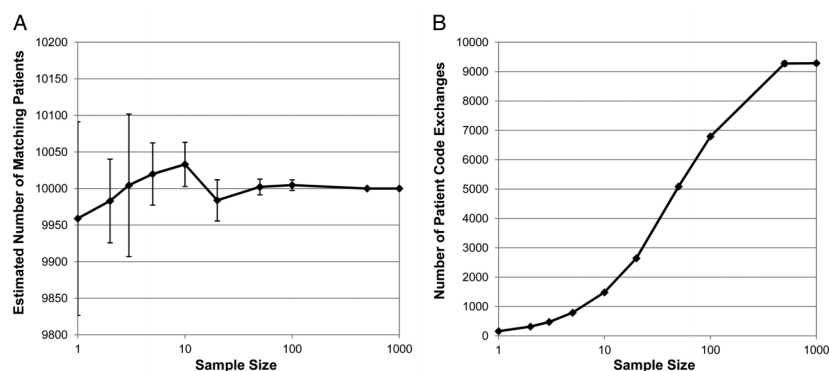 A
Estimated Number of Matching Patients
10200
10150
10100
10050
10000
9950
9900
9850
9800
1 10 100 1000
Sample Size
B
Number of Patient Code Exchanges
10000
9000
8000
7000
6000
5000
4000
3000
2000
1000
0
1 10 100 1000
Sample Size